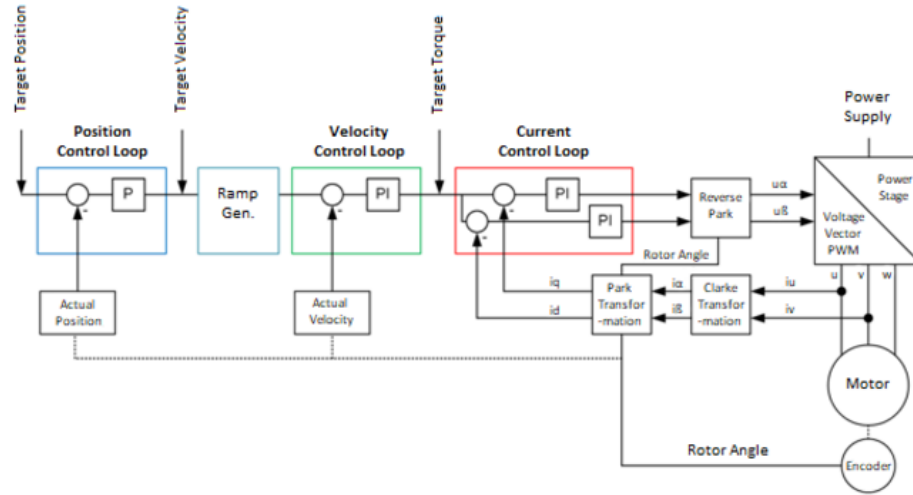 Target Position
Target Velocity
Target Torque
Power
Supply
Position
Control Loop
Velocity
Control Loop
Current
Control Loop
P
Ramp
Gen.
PI
PI
PI
Reverse
Park
uα
uß
Power
Stage
Voltage
Vector
PWM
Rotor Angle
u
v
w
Actual
Position
Actual
Velocity
iq
id
Park
Transfor
-mation
iα
iß
Clarke
Transfor
-mation
iu
iv
Motor
Rotor Angle
Encoder